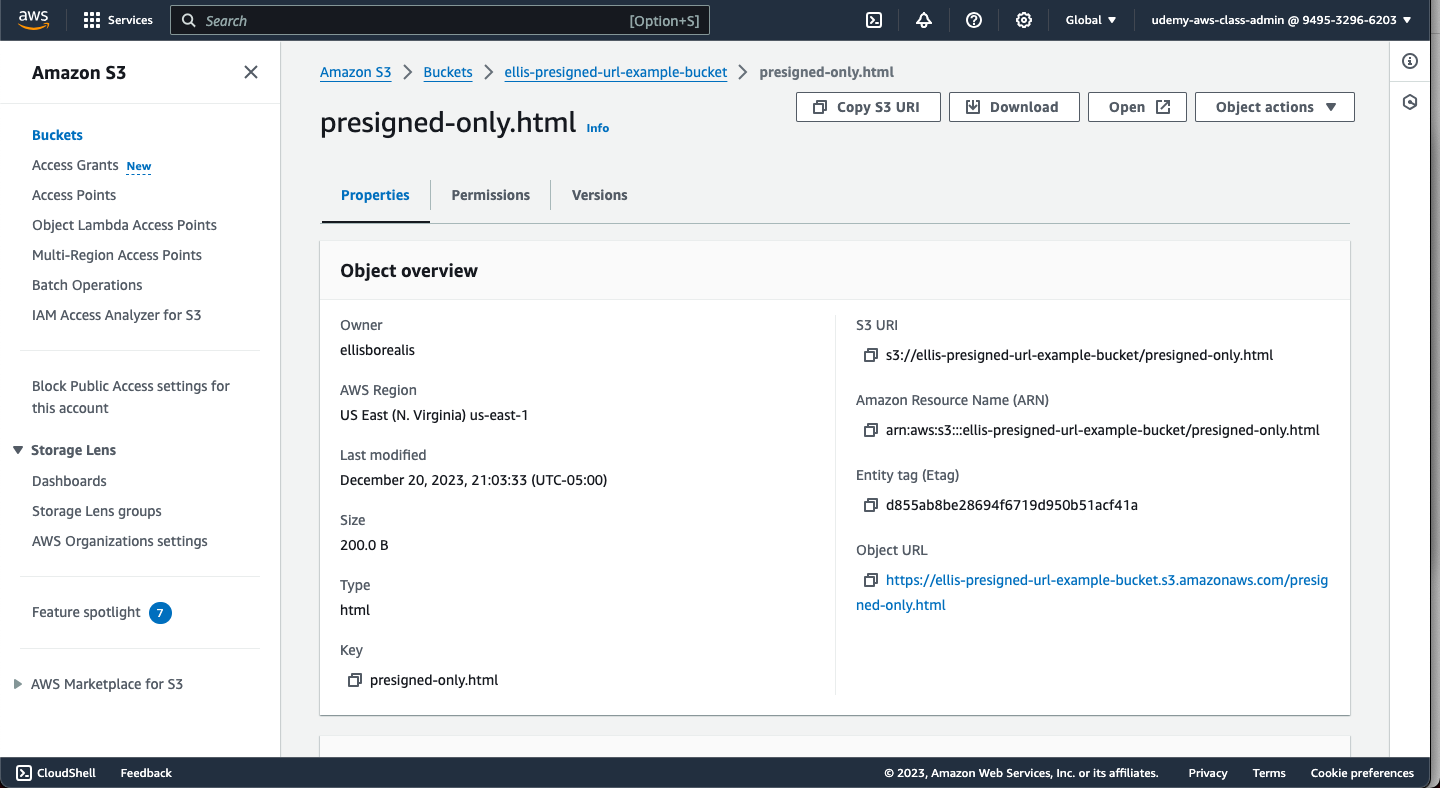 aws
Services
Search
[Option+S]
Global
udemy-aws-class-admin @ 9495-3296-6203
Amazon S3
Buckets
Access Grants New
Access Points
Object Lambda Access Points
Multi-Region Access Points
Batch Operations
IAM Access Analyzer for S3
Block Public Access settings for
this account
Storage Lens
Dashboards
Storage Lens groups
AWS Organizations settings
Feature spotlight 7
AWS Marketplace for S3
Amazon S3 > Buckets > ellis-presigned-url-example-bucket > presigned-only.html
presigned-only.html Info
Copy S3 URI
Download
Open
Object actions
Properties
Permissions
Versions
Object overview
Owner
ellisborealis
AWS Region
US East (N. Virginia) us-east-1
Last modified
December 20, 2023, 21:03:33 (UTC-05:00)
Size
200.0 B
Type
html
Key
presigned-only.html
S3 URI
s3://ellis-presigned-url-example-bucket/presigned-only.html
Amazon Resource Name (ARN)
arn:aws:s3:::ellis-presigned-url-example-bucket/presigned-only.html
Entity tag (Etag)
d855ab8be28694f6719d950b51acf41a
Object URL
https://ellis-presigned-url-example-bucket.s3.amazonaws.com/presig
ned-only.html
CloudShell
Feedback
© 2023, Amazon Web Services, Inc. or its affiliates.
Privacy
Terms
Cookie preferences